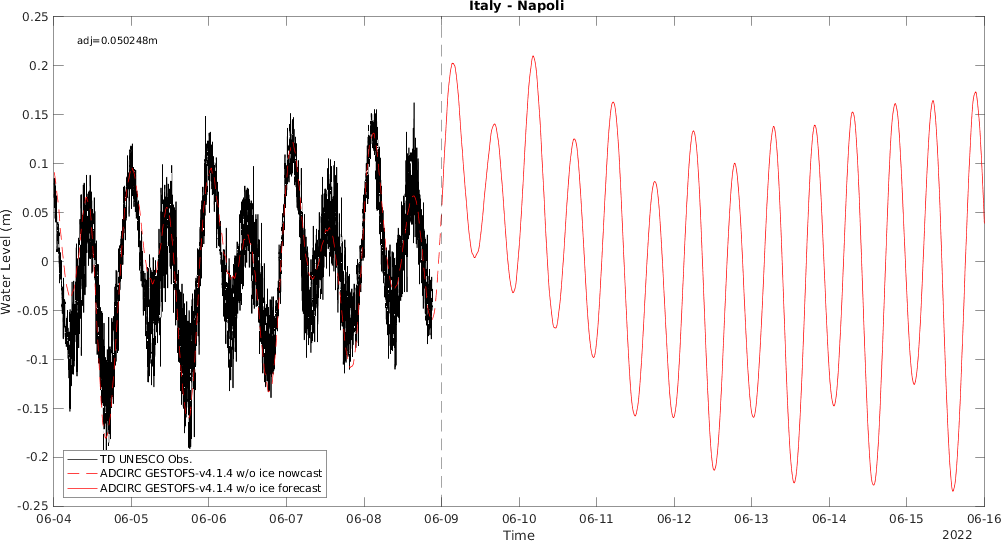 Italy - Napoli
adj=0.050248m
0.25
0.2
0.15
0.1
0.05
0
-0.05
-0.1
-0.15
-0.2
-0.25
Water Level (m)
TD UNESCO Obs.
ADCIRC GESTOFS-v4.1.4 w/o ice nowcast
ADCIRC GESTOFS-v4.1.4 w/o ice forecast
06-04 06-05 06-06 06-07 06-08 06-09 06-10 06-11 06-12 06-13 06-14 06-15 06-16
Time
2022